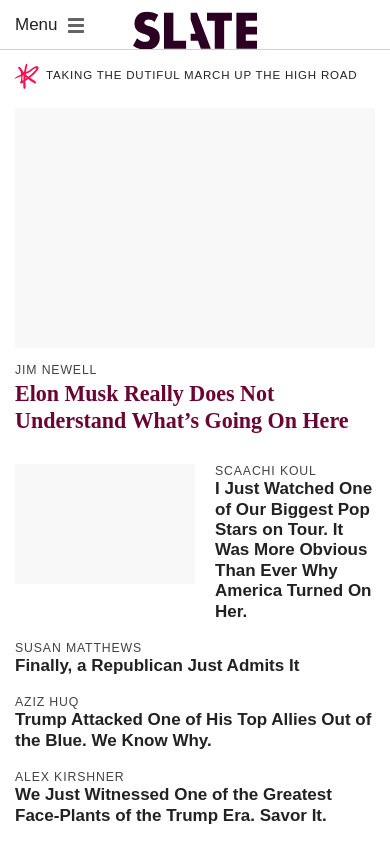 Menu
SLATE
TAKING THE DUTIFUL MARCH UP THE HIGH ROAD
JIM NEWELL
Elon Musk Really Does Not
Understand What’s Going On Here
SCAACHI KOUL
I Just Watched One
of Our Biggest Pop
Stars on Tour. It
Was More Obvious
Than Ever Why
America Turned On
Her.
SUSAN MATTHEWS
Finally, a Republican Just Admits It
AZIZ HUQ
Trump Attacked One of His Top Allies Out of
the Blue. We Know Why.
ALEX KIRSHNER
We Just Witnessed One of the Greatest
Face-Plants of the Trump Era. Savor It.